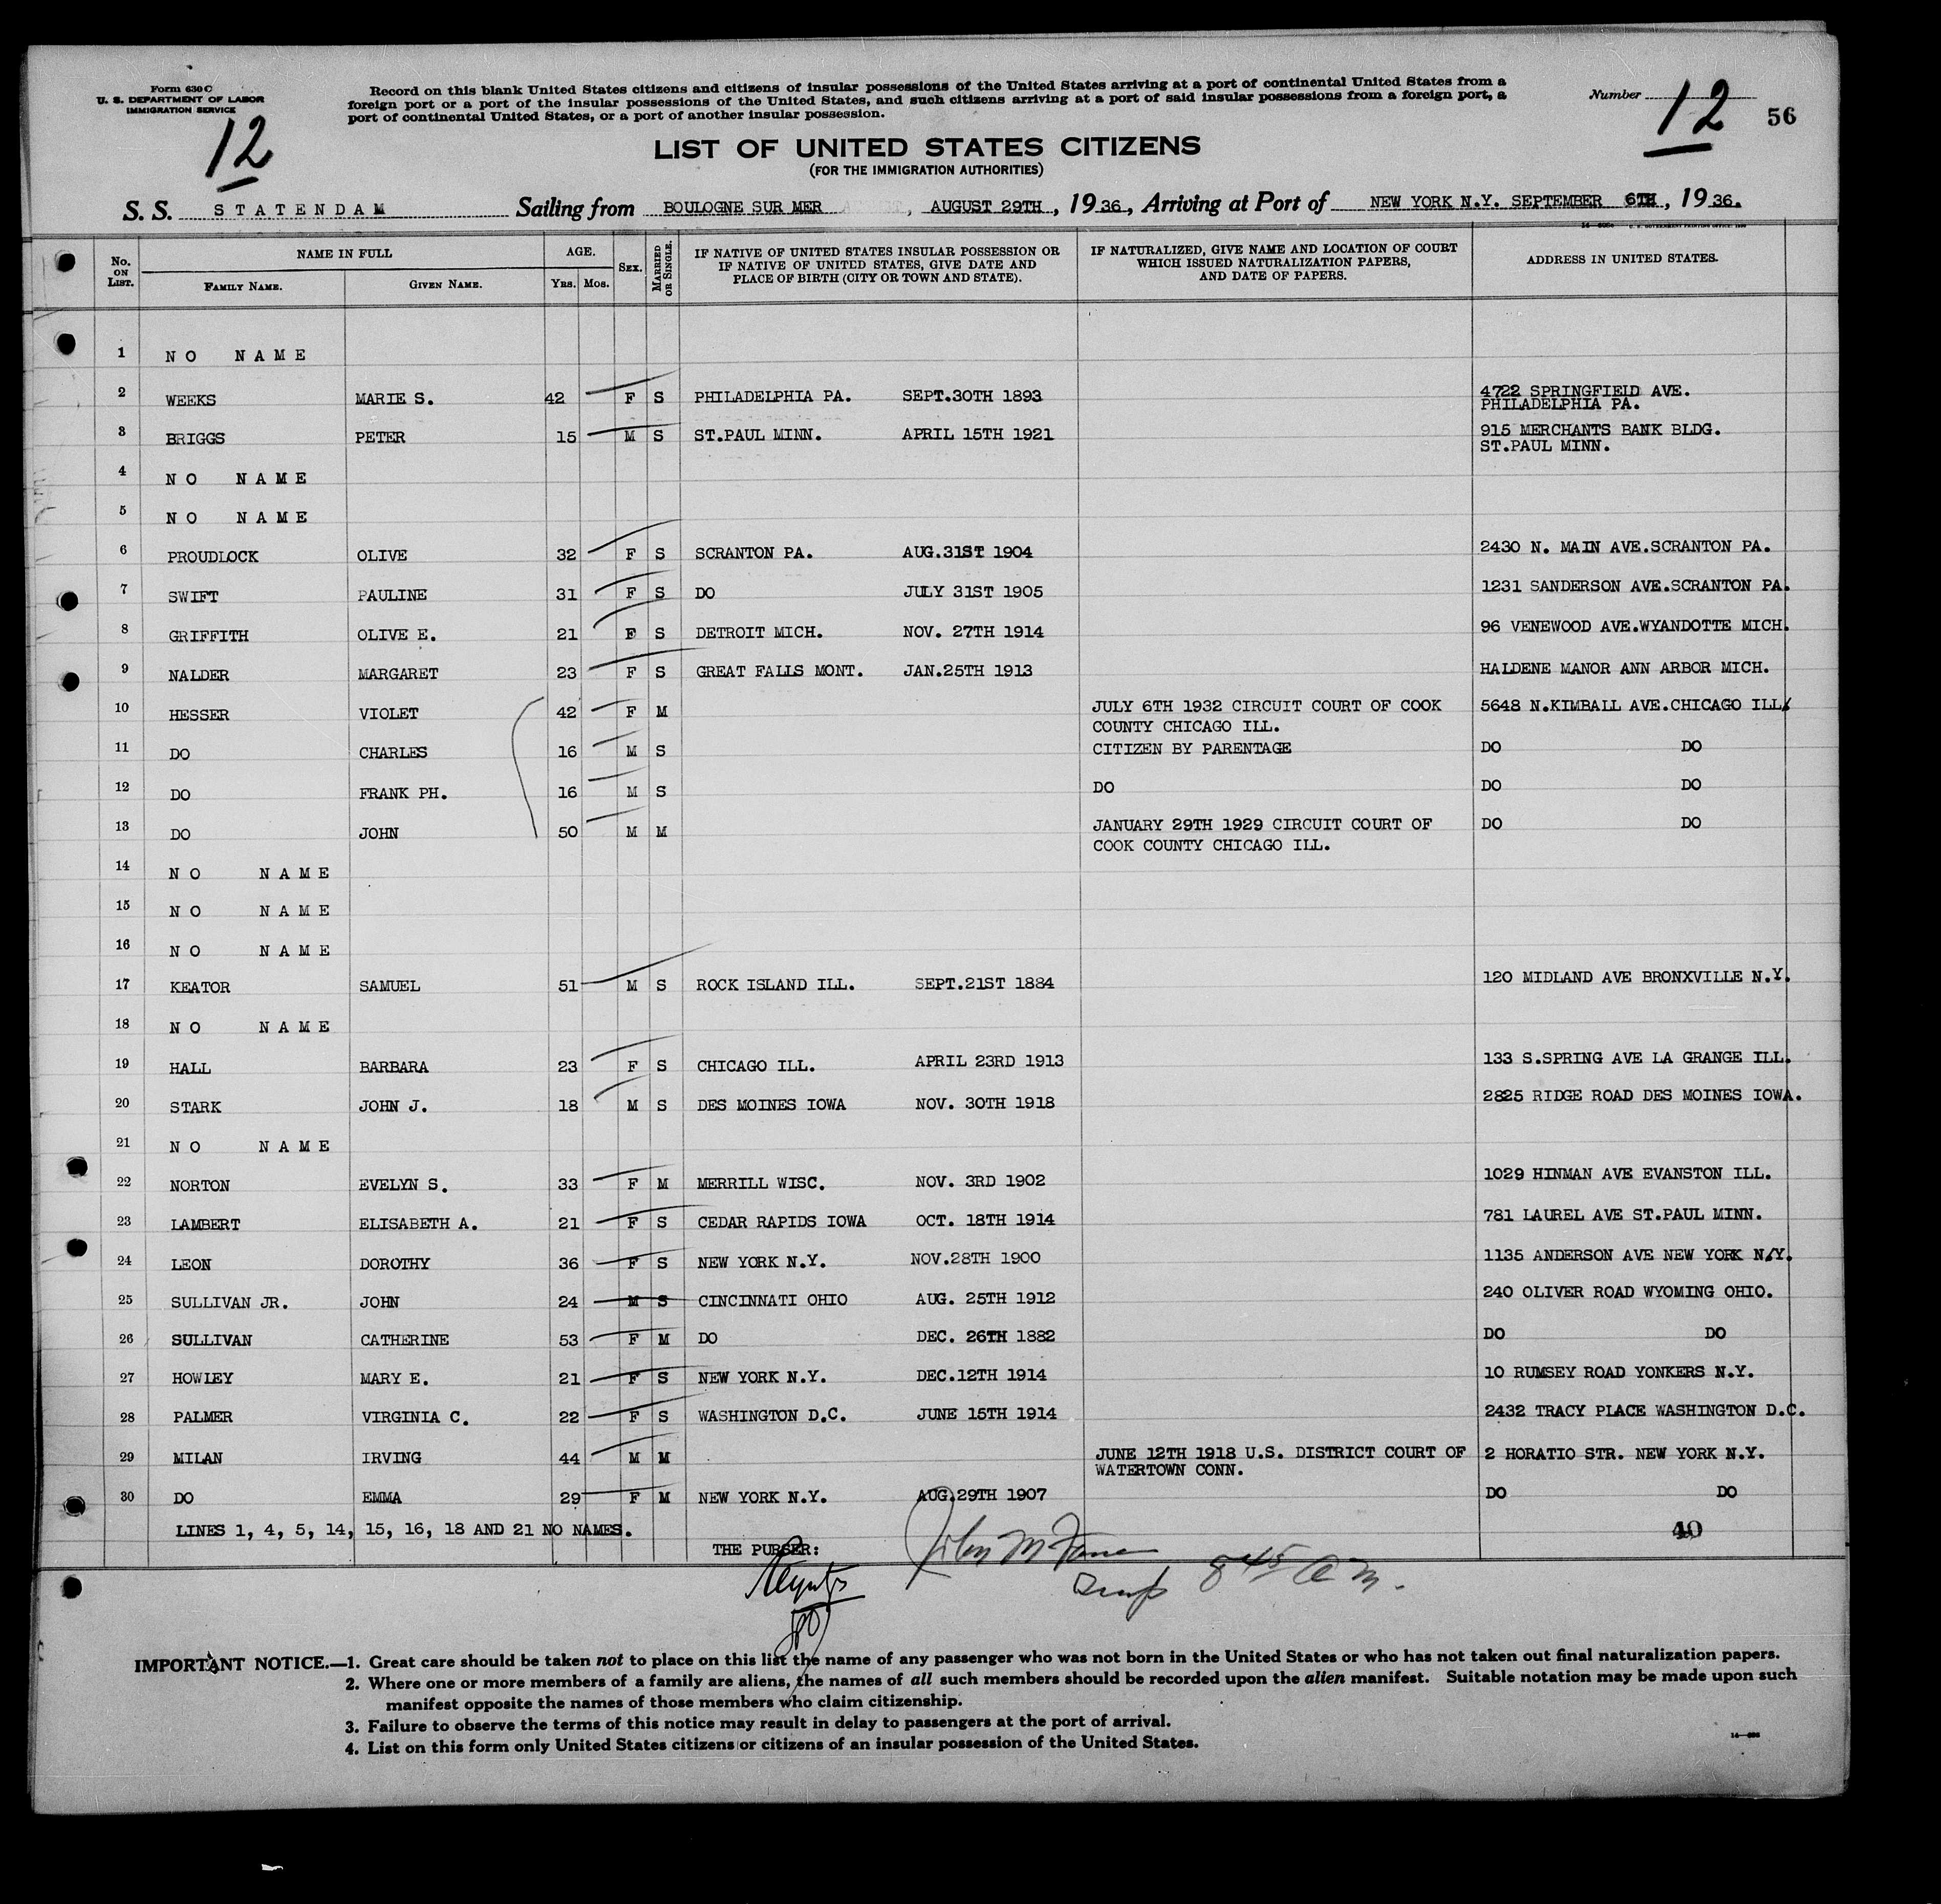 Form 630 C
U. S. DEPARTMENT OF LABOR
IMMIGRATION SERVICE
12
Record on this blank United States citizens and citizens of insular possessions of the United States arriving at a port of continental United States from a
foreign port or a port of the insular possessions of the United States, and such citizens arriving at a port of said insular possessions from a foreign port, a
port of continental United States, or a port of another insular possession.
Number 12 56
LIST OF UNITED STATES CITIZENS
(FOR THE IMMIGRATION AUTHORITIES)
S. S. STATENDAM Sailing from BOULOGNE SUR MER, AUGUST 29TH, 1936, Arriving at Port of NEW YORK N.Y. SEPTEMBER 6TH, 1936.
No. ON LIST. NAME IN FULL FAMILY NAME. GIVEN NAME. AGE. YRS. MOS. SEX. MARRIED OR SINGLE. IF NATIVE OF UNITED STATES INSULAR POSSESSION OR IF NATIVE OF UNITED STATES, GIVE DATE AND PLACE OF BIRTH (CITY OR TOWN AND STATE). IF NATURALIZED, GIVE NAME AND LOCATION OF COURT WHICH ISSUED NATURALIZATION PAPERS, AND DATE OF PAPERS. ADDRESS IN UNITED STATES.
1 NO NAME
2 WEEKS MARIE S. 42 F S PHILADELPHIA PA. SEPT.30TH 1893 4722 SPRINGFIELD AVE.
PHILADELPHIA PA.
3 BRIGGS PETER 15 M S ST.PAUL MINN. APRIL 15TH 1921 915 MERCHANTS BANK BLDG.
ST.PAUL MINN.
4 NO NAME
5 NO NAME
6 PROUDLOCK OLIVE 32 F S SCRANTON PA. AUG.31ST 1904 2430 N. MAIN AVE.SCRANTON PA.
7 SWIFT PAULINE 31 F S DO JULY 31ST 1905 1231 SANDERSON AVE.SCRANTON PA.
8 GRIFFITH OLIVE E. 21 F S DETROIT MICH. NOV. 27TH 1914 96 VENEWOOD AVE.WYANDOTTE MICH.
9 NALDER MARGARET 23 F S GREAT FALLS MONT. JAN.25TH 1913 HALDENE MANOR ANN ARBOR MICH.
10 HESSER VIOLET 42 F M JULY 6TH 1932 CIRCUIT COURT OF COOK 5648 N.KIMBALL AVE.CHICAGO ILL.
COUNTY CHICAGO ILL.
11 DO CHARLES 16 M S CITIZEN BY PARENTAGE DO DO
12 DO FRANK PH. 16 M S DO DO DO
13 DO JOHN 50 M M JANUARY 29TH 1929 CIRCUIT COURT OF DO DO
COOK COUNTY CHICAGO ILL.
14 NO NAME
15 NO NAME
16 NO NAME
17 KEATOR SAMUEL 51 M S ROCK ISLAND ILL. SEPT.21ST 1884 120 MIDLAND AVE BRONXVILLE N.Y.
18 NO NAME
19 HALL BARBARA 23 F S CHICAGO ILL. APRIL 23RD 1913 133 S.SPRING AVE LA GRANGE ILL.
20 STARK JOHN J. 18 M S DES MOINES IOWA NOV. 30TH 1918 2825 RIDGE ROAD DES MOINES IOWA.
21 NO NAME
22 NORTON EVELYN S. 33 F M MERRILL WISC. NOV. 3RD 1902 1029 HINMAN AVE EVANSTON ILL.
23 LAMBERT ELISABETH A. 21 F S CEDAR RAPIDS IOWA OCT. 18TH 1914 781 LAUREL AVE ST.PAUL MINN.
24 LEON DOROTHY 36 F S NEW YORK N.Y. NOV.28TH 1900 1135 ANDERSON AVE NEW YORK N.Y.
25 SULLIVAN JR. JOHN 24 M S CINCINNATI OHIO AUG. 25TH 1912 240 OLIVER ROAD WYOMING OHIO.
26 SULLIVAN CATHERINE 53 F M DO DEC. 26TH 1882 DO DO
27 HOWLEY MARY E. 21 F S NEW YORK N.Y. DEC.12TH 1914 10 RUMSEY ROAD YONKERS N.Y.
28 PALMER VIRGINIA C. 22 F S WASHINGTON D.C. JUNE 15TH 1914 2432 TRACY PLACE WASHINGTON D.C.
29 MILAN IRVING 44 M M JUNE 12TH 1918 U.S. DISTRICT COURT OF 2 HORATIO STR. NEW YORK N.Y.
WATERTOWN CONN.
30 DO EMMA 29 F M NEW YORK N.Y. AUG.29TH 1907 DO DO
LINES 1, 4, 5, 14, 15, 16, 18 AND 21 NO NAMES.
THE PURSER:
8 45 A M.
IMPORTANT NOTICE.—1. Great care should be taken not to place on this list the name of any passenger who was not born in the United States or who has not taken out final naturalization papers.
2. Where one or more members of a family are aliens, the names of all such members should be recorded upon the alien manifest. Suitable notation may be made upon such
manifest opposite the names of those members who claim citizenship.
3. Failure to observe the terms of this notice may result in delay to passengers at the port of arrival.
4. List on this form only United States citizens or citizens of an insular possession of the United States.